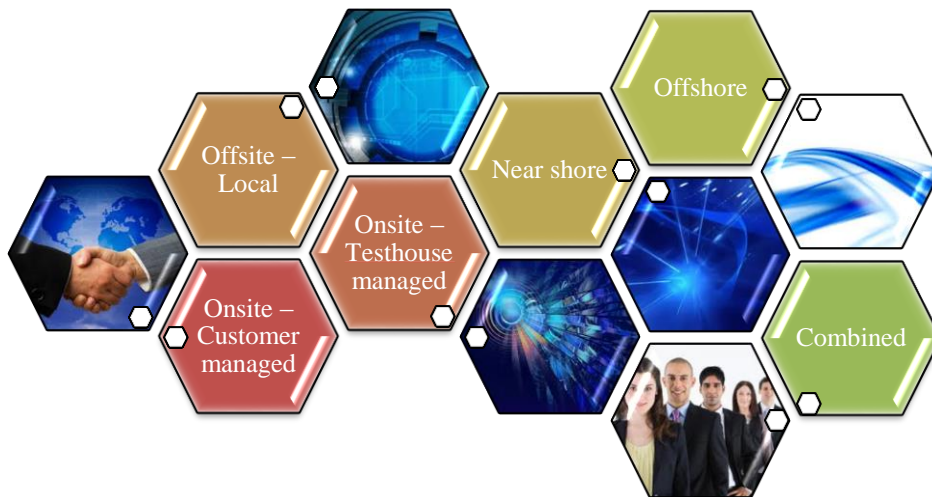 Offsite –
Local
Onsite –
Customer
managed
Onsite –
Testhouse
managed
Near shore
Offshore
Combined